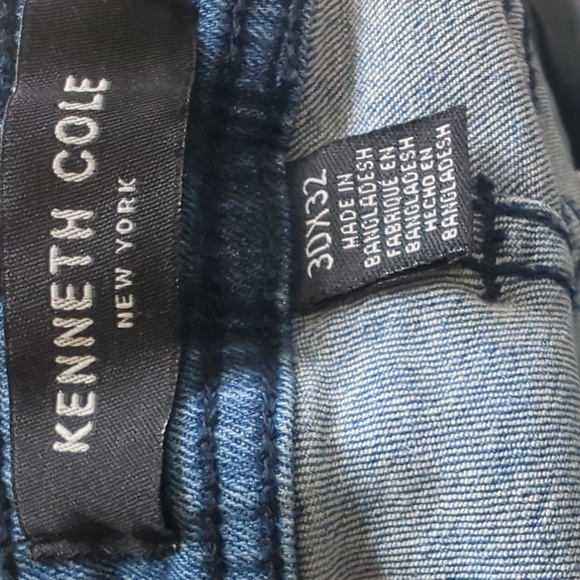 KENNETH COLE
NEW YORK
30X32
MADE IN
BANGLADESH
FABRIQUE EN
BANGLADESH
HECHO EN
BANGLADESH